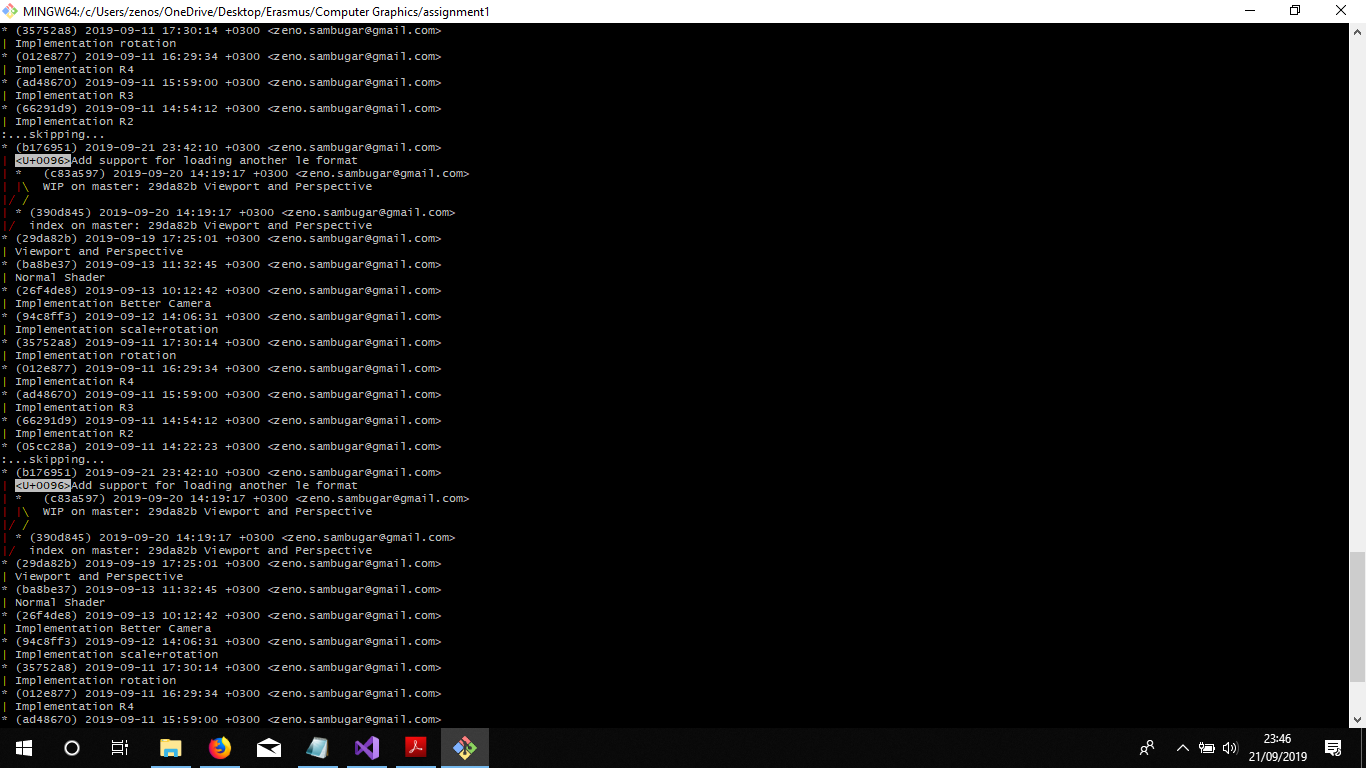 MINGW64:/c/Users/zenos/OneDrive/Desktop/Erasmus/Computer Graphics/assignment1
* (35752a8) 2019-09-11 17:30:14 +0300 <zeno.sambugar@gmail.com>
| Implementation rotation
* (012e877) 2019-09-11 16:29:34 +0300 <zeno.sambugar@gmail.com>
| Implementation R4
* (ad48670) 2019-09-11 15:59:00 +0300 <zeno.sambugar@gmail.com>
| Implementation R3
* (66291d9) 2019-09-11 14:54:12 +0300 <zeno.sambugar@gmail.com>
| Implementation R2
:...skipping...
* (b176951) 2019-09-21 23:42:10 +0300 <zeno.sambugar@gmail.com>
| <U+0096>Add support for loading another le format
| *   (c83a597) 2019-09-20 14:19:17 +0300 <zeno.sambugar@gmail.com>
| |\  WIP on master: 29da82b Viewport and Perspective
|/ /
| * (390d845) 2019-09-20 14:19:17 +0300 <zeno.sambugar@gmail.com>
|/  index on master: 29da82b Viewport and Perspective
* (29da82b) 2019-09-19 17:25:01 +0300 <zeno.sambugar@gmail.com>
| Viewport and Perspective
* (ba8be37) 2019-09-13 11:32:45 +0300 <zeno.sambugar@gmail.com>
| Normal Shader
* (26f4de8) 2019-09-13 10:12:42 +0300 <zeno.sambugar@gmail.com>
| Implementation Better Camera
* (94c8ff3) 2019-09-12 14:06:31 +0300 <zeno.sambugar@gmail.com>
| Implementation scale+rotation
* (35752a8) 2019-09-11 17:30:14 +0300 <zeno.sambugar@gmail.com>
| Implementation rotation
* (012e877) 2019-09-11 16:29:34 +0300 <zeno.sambugar@gmail.com>
| Implementation R4
* (ad48670) 2019-09-11 15:59:00 +0300 <zeno.sambugar@gmail.com>
| Implementation R3
* (66291d9) 2019-09-11 14:54:12 +0300 <zeno.sambugar@gmail.com>
| Implementation R2
* (05cc28a) 2019-09-11 14:22:23 +0300 <zeno.sambugar@gmail.com>
:...skipping...
* (b176951) 2019-09-21 23:42:10 +0300 <zeno.sambugar@gmail.com>
| <U+0096>Add support for loading another le format
| *   (c83a597) 2019-09-20 14:19:17 +0300 <zeno.sambugar@gmail.com>
| |\  WIP on master: 29da82b Viewport and Perspective
|/ /
| * (390d845) 2019-09-20 14:19:17 +0300 <zeno.sambugar@gmail.com>
|/  index on master: 29da82b Viewport and Perspective
* (29da82b) 2019-09-19 17:25:01 +0300 <zeno.sambugar@gmail.com>
| Viewport and Perspective
* (ba8be37) 2019-09-13 11:32:45 +0300 <zeno.sambugar@gmail.com>
| Normal Shader
* (26f4de8) 2019-09-13 10:12:42 +0300 <zeno.sambugar@gmail.com>
| Implementation Better Camera
* (94c8ff3) 2019-09-12 14:06:31 +0300 <zeno.sambugar@gmail.com>
| Implementation scale+rotation
* (35752a8) 2019-09-11 17:30:14 +0300 <zeno.sambugar@gmail.com>
| Implementation rotation
* (012e877) 2019-09-11 16:29:34 +0300 <zeno.sambugar@gmail.com>
| Implementation R4
* (ad48670) 2019-09-11 15:59:00 +0300 <zeno.sambugar@gmail.com>
23:46
21/09/2019